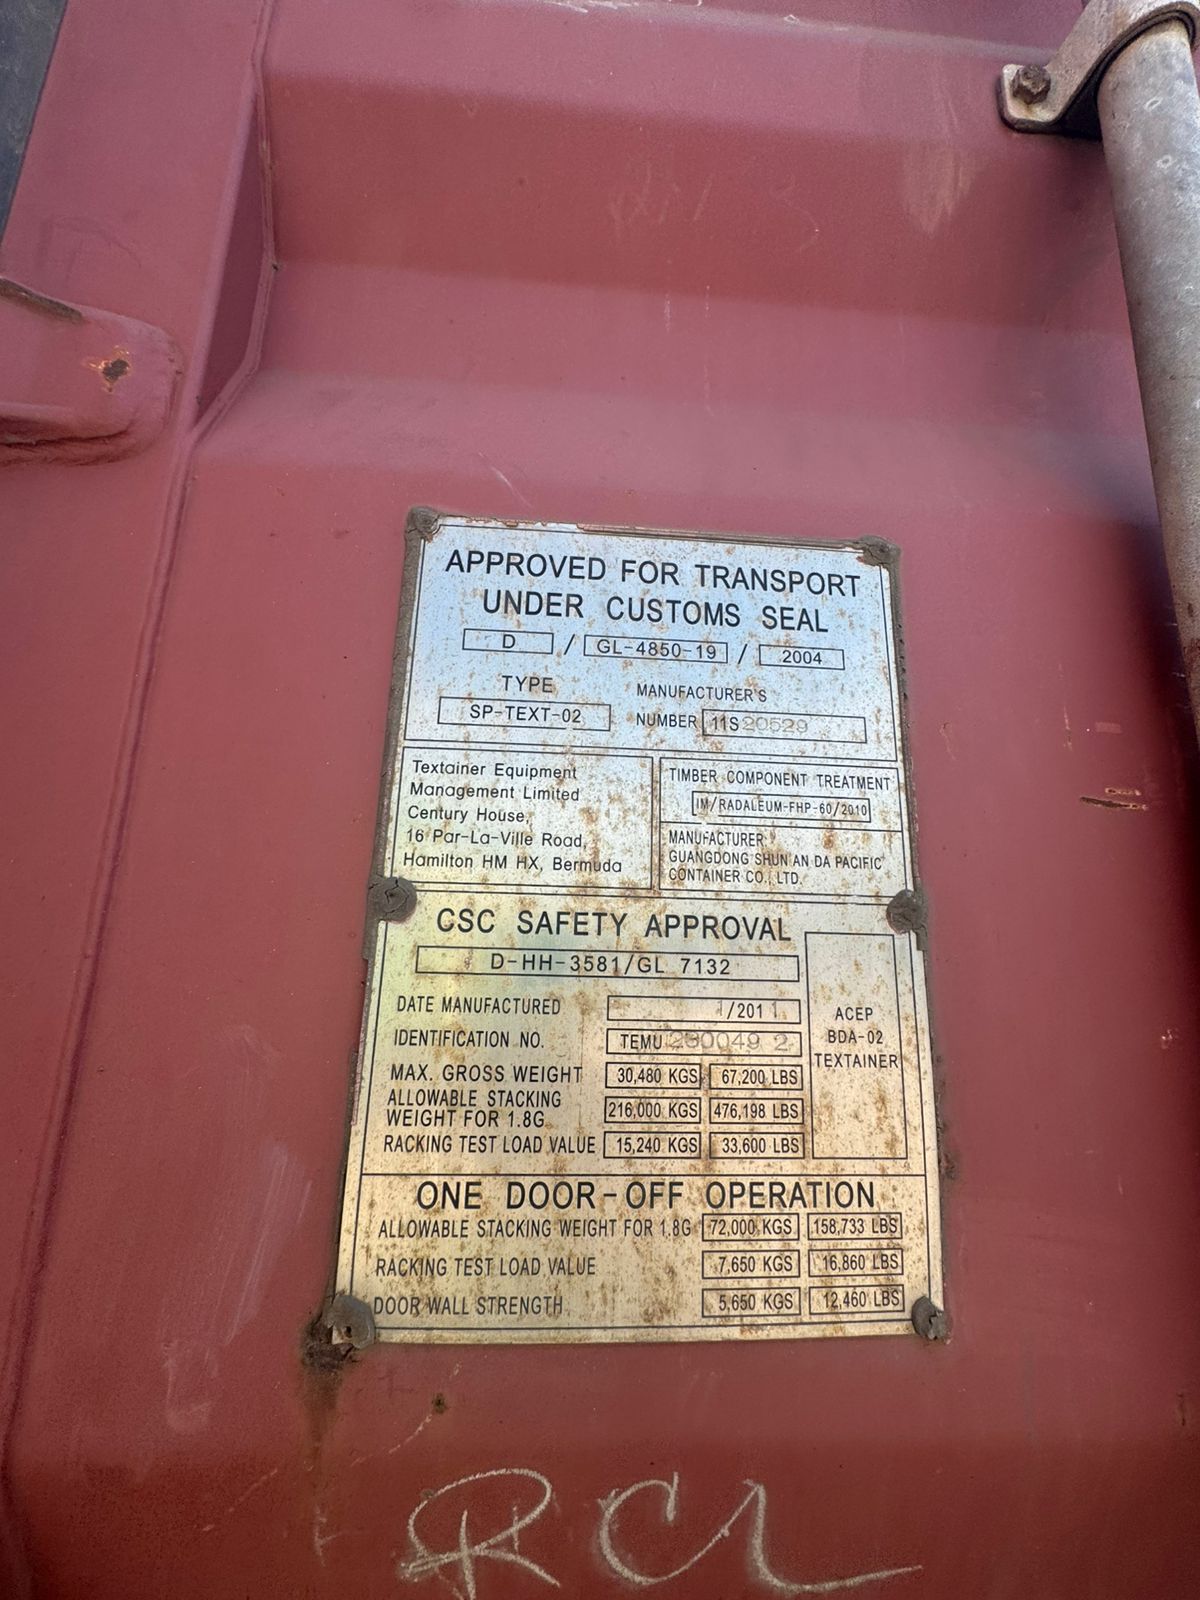 APPROVED FOR TRANSPORT
UNDER CUSTOMS SEAL
D / GL-4850-19 / 2004
TYPE
SP-TEXT-02
MANUFACTURER'S
NUMBER 11S20529
Textainer Equipment
Management Limited
Century House,
16 Par-La-Ville Road,
Hamilton HM HX, Bermuda
TIMBER COMPONENT TREATMENT
IM/RADALEUM-FHP-60/2010
MANUFACTURER:
GUANGDONG SHUN AN DA PACIFIC
CONTAINER CO., LTD.
CSC SAFETY APPROVAL
D-HH-3581/GL 7132
DATE MANUFACTURED 1/2011
IDENTIFICATION NO. TEMU 280049 2
MAX. GROSS WEIGHT 30,480 KGS 67,200 LBS
ALLOWABLE STACKING
WEIGHT FOR 1.8G 216,000 KGS 476,198 LBS
RACKING TEST LOAD VALUE 15,240 KGS 33,600 LBS
ACEP
BDA-02
TEXTAINER
ONE DOOR-OFF OPERATION
ALLOWABLE STACKING WEIGHT FOR 1.8G 72,000 KGS 158,733 LBS
RACKING TEST LOAD VALUE 7,650 KGS 16,860 LBS
DOOR WALL STRENGTH 5,650 KGS 12,460 LBS
RCL